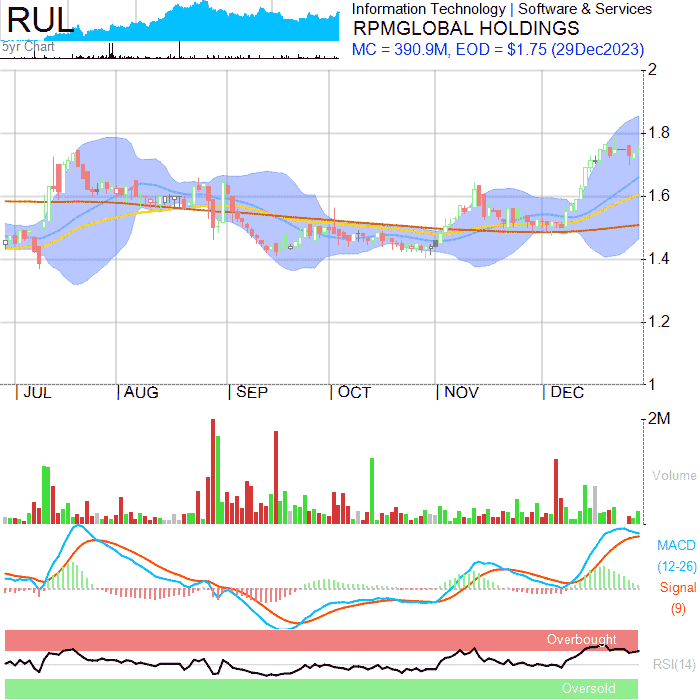 RUL
5yr Chart
Information Technology | Software & Services
RPMGLOBAL HOLDINGS
MC = 390.9M, EOD = $1.75 (29Dec2023)
2
1.8
1.6
1.4
1.2
1
| JUL | AUG | SEP | OCT | NOV | DEC
2M
Volume
MACD
(12-26)
Signal
(9)
Overbought
RSI(14)
Oversold